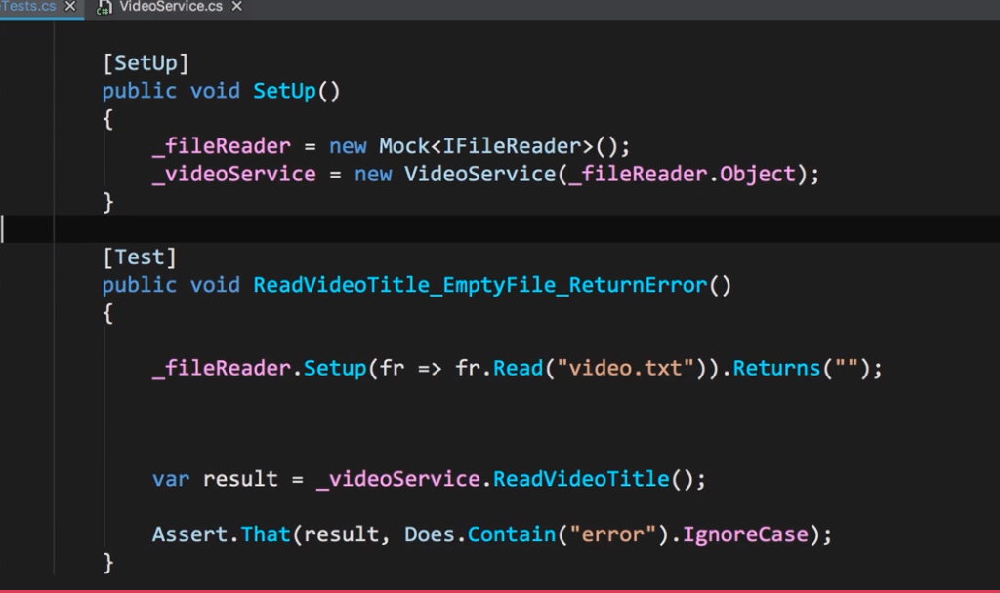 Tests.cs × VideoService.cs ×
[SetUp]
public void SetUp()
{
_fileReader = new Mock<IFileReader>();
_videoService = new VideoService(_fileReader.Object);
}
[Test]
public void ReadVideoTitle_EmptyFile_ReturnError()
{
_fileReader.Setup(fr => fr.Read("video.txt")).Returns("");
var result = _videoService.ReadVideoTitle();
Assert.That(result, Does.Contain("error").IgnoreCase);
}